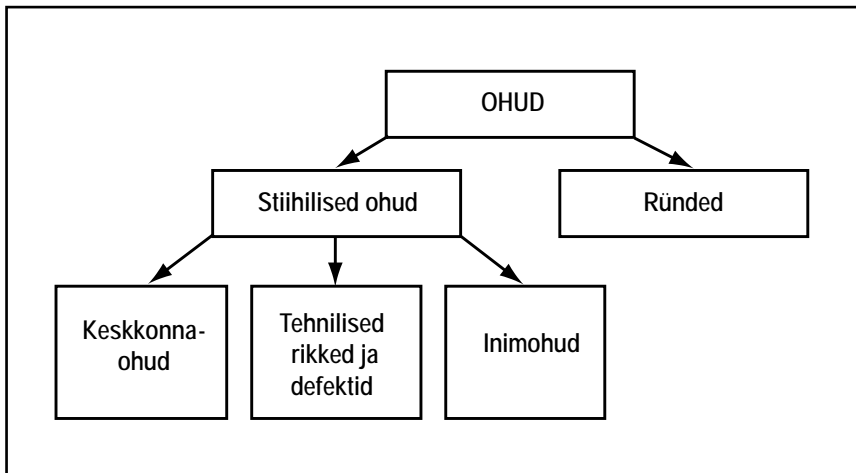 OHUD
Stiihilised ohud
Ründed
Keskkonna-
ohud
Tehnilised
rikked ja
defektid
Inimohud